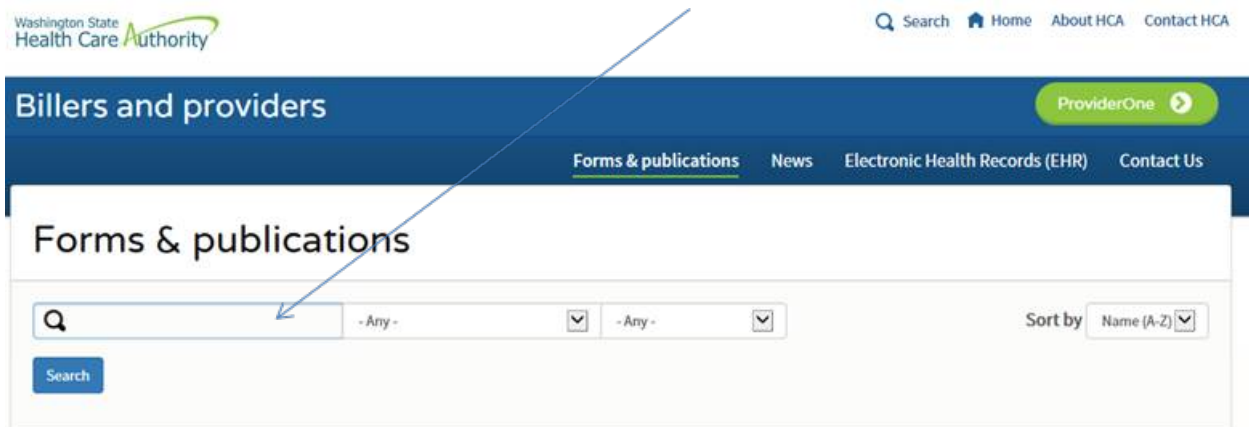 Washington State
Health Care Authority
Search Home About HCA Contact HCA
Billers and providers
ProviderOne
Forms & publications News Electronic Health Records (EHR) Contact Us
Forms & publications
- Any - - Any - Sort by Name (A-Z)
Search